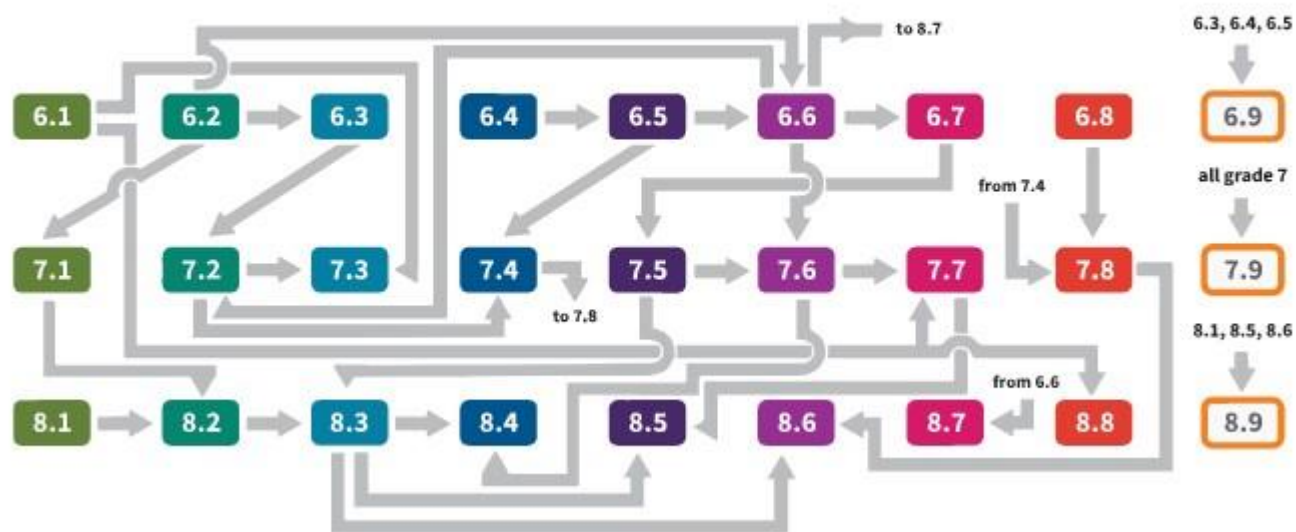 to 8.7
6.3, 6.4, 6.5
6.1 6.2 6.3 6.4 6.5 6.6 6.7 6.8 6.9
from 7.4
all grade 7
7.1 7.2 7.3 7.4 7.5 7.6 7.7 7.8 7.9
to 7.8
8.1, 8.5, 8.6
from 6.6
8.1 8.2 8.3 8.4 8.5 8.6 8.7 8.8 8.9